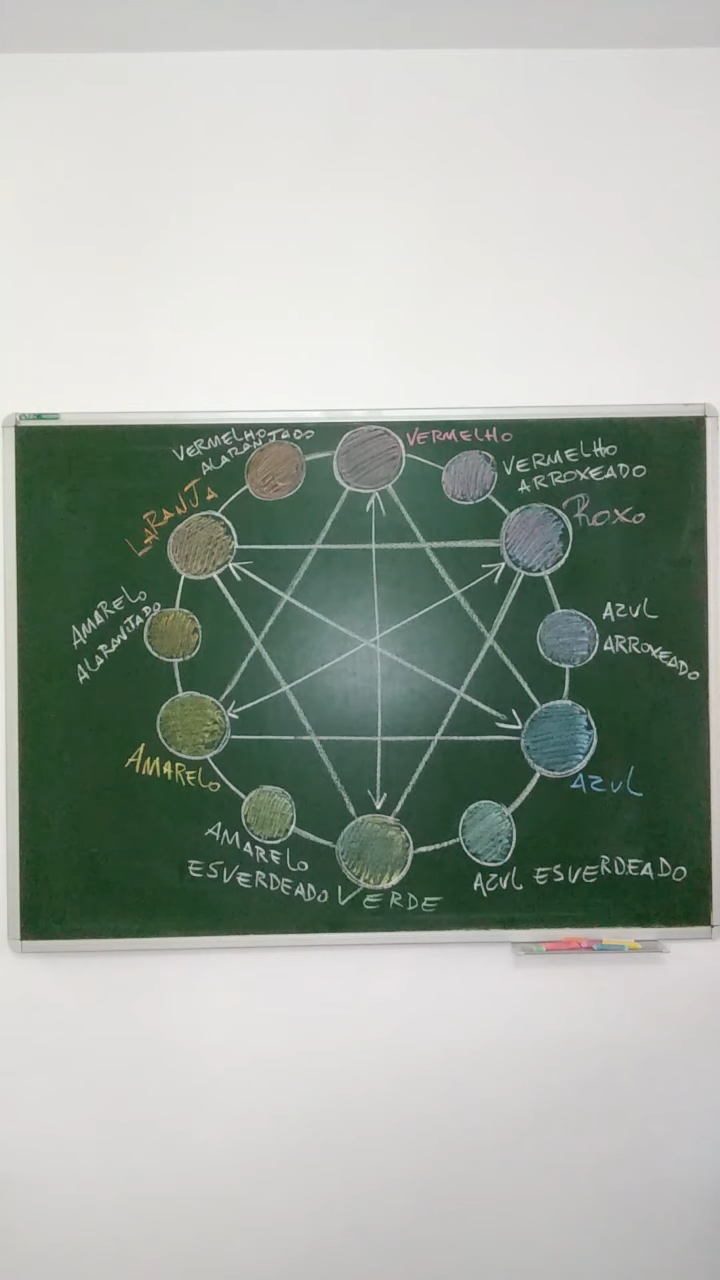 VERMELHO
ALARANJADO
VERMELHO
VERMELHO
ARROXEADO
LARANJA
ROXO
AMARELO
ALARANJADO
AZUL
ARROXEADO
AMARELO
AZUL
AMARELO
ESVERDEADO
VERDE
AZUL ESVERDEADO